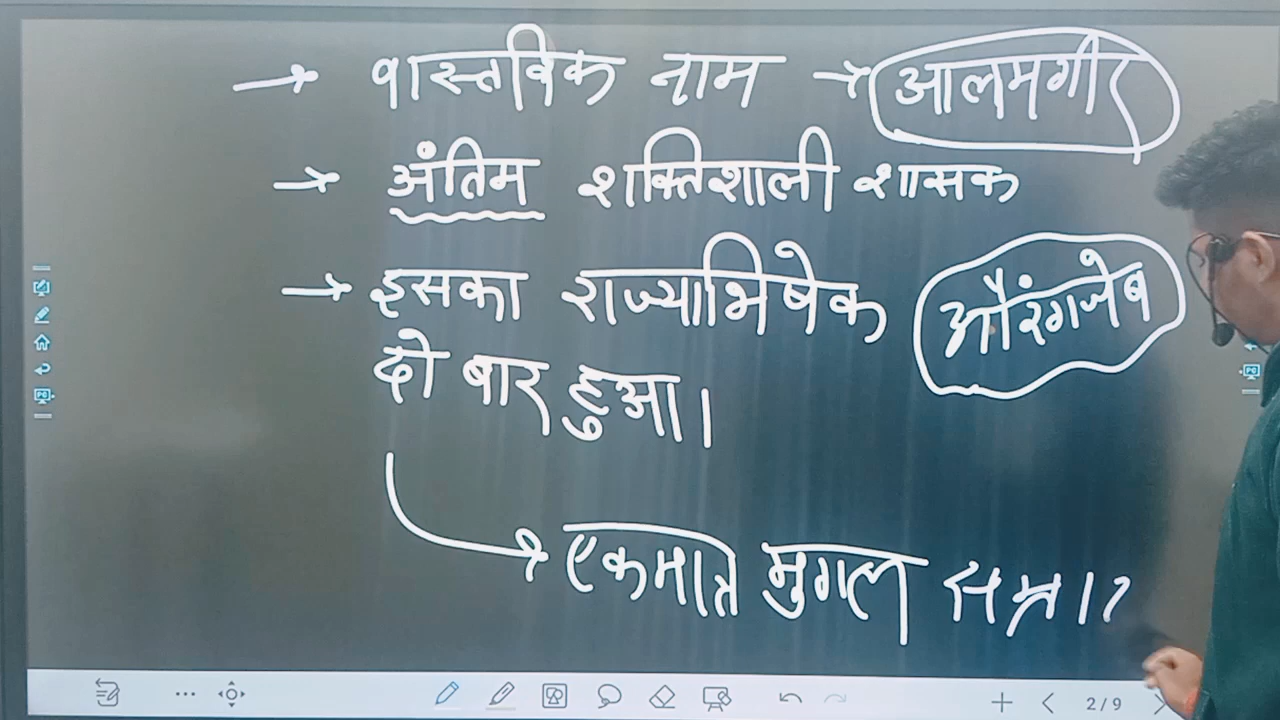 → वास्तविक नाम → आलमगीर
→ अंतिम शक्तिशाली शासक
→ इसका राज्याभिषेक औरंगजेब
दो बार हुआ।
→ एकमात्र मुगल सम्रा
2/9